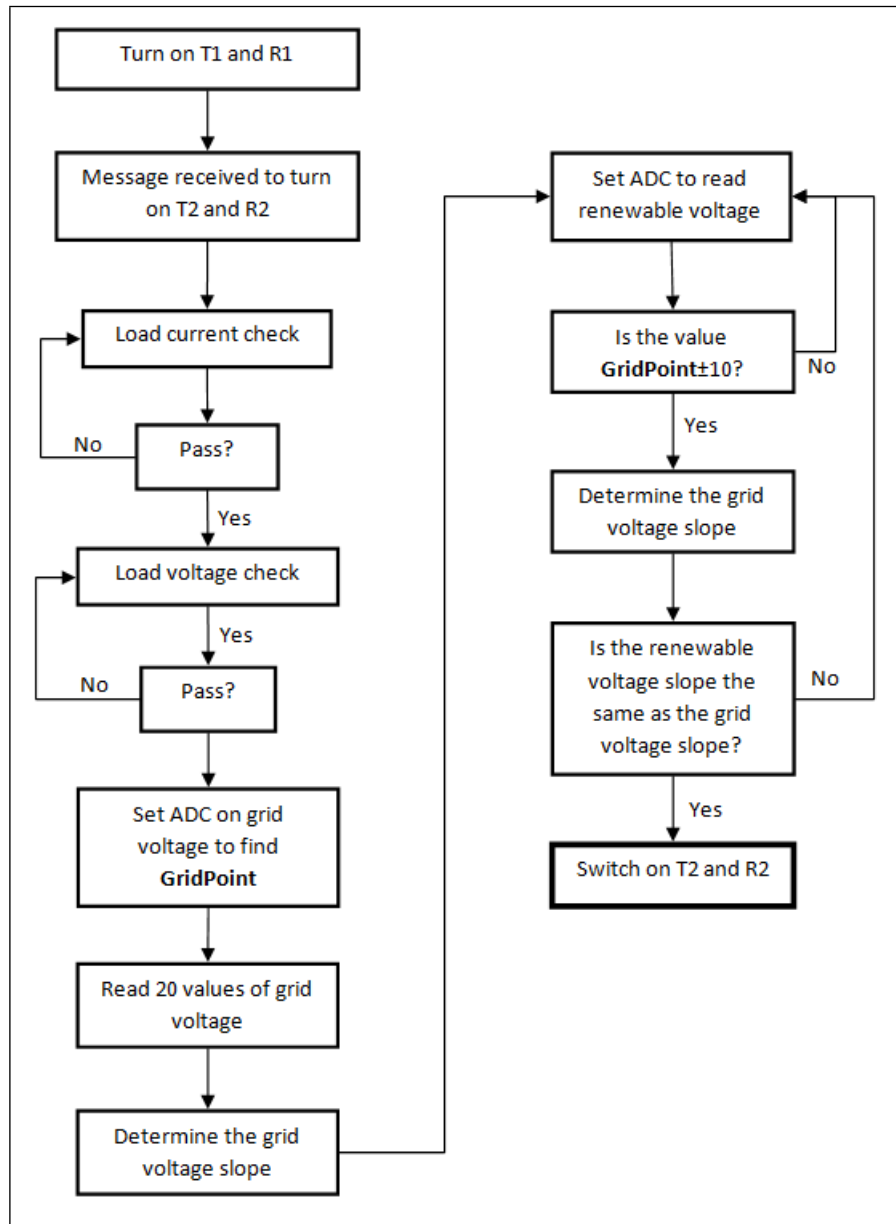 Turn on T1 and R1
Message received to turn
on T2 and R2
Load current check
No
Pass?
Yes
Load voltage check
Yes
No
Pass?
Set ADC on grid
voltage to find
GridPoint
Read 20 values of grid
voltage
Determine the grid
voltage slope
Set ADC to read
renewable voltage
Is the value
GridPoint±10?
No
Yes
Determine the grid
voltage slope
Is the renewable
voltage slope the
same as the grid
voltage slope?
No
Yes
Switch on T2 and R2